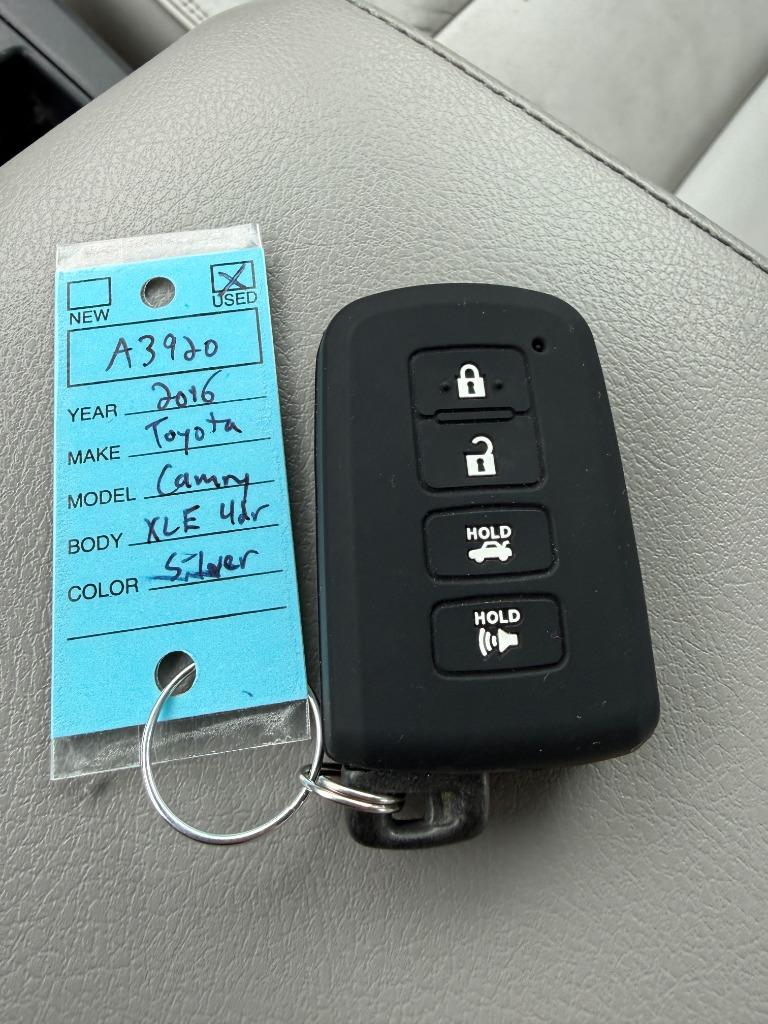 NEW USED
A3920
YEAR 2016
MAKE Toyota
MODEL Camry
BODY XLE 4dr
COLOR Silver
HOLD
HOLD